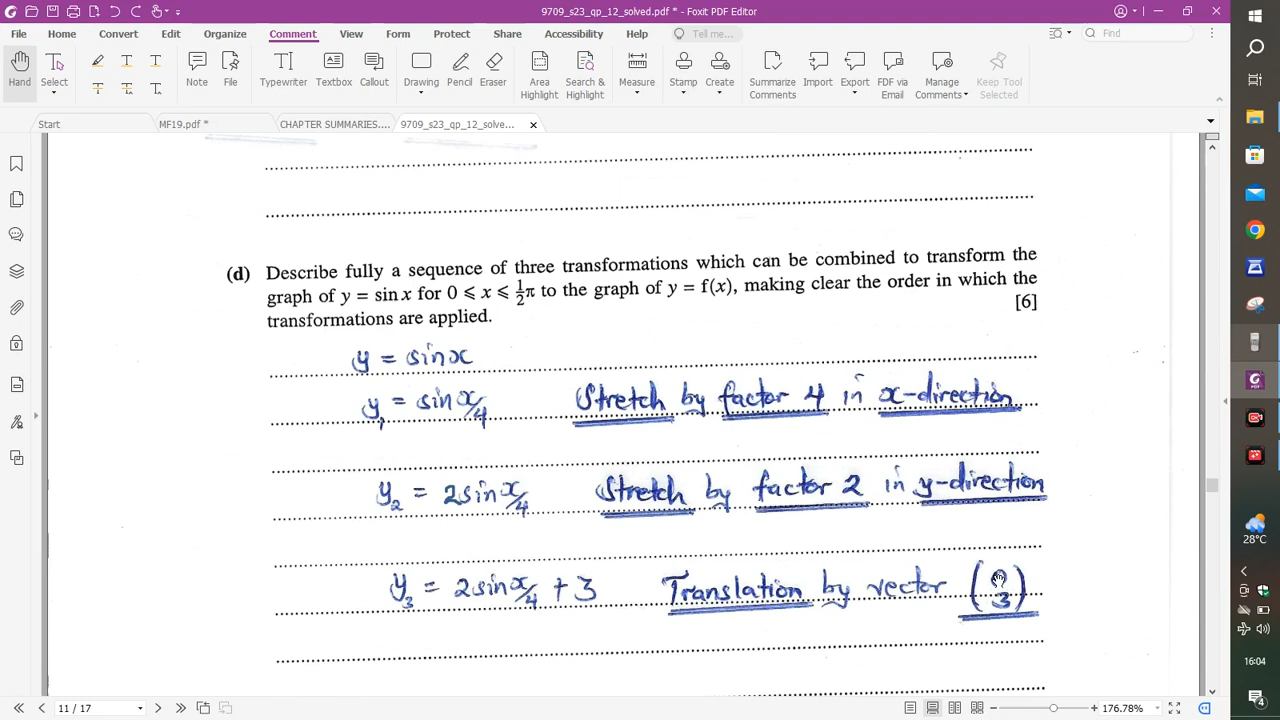 9709_s23_qp_12_solved.pdf * - Foxit PDF Editor
File Home Convert Edit Organize Comment View Form Protect Share Accessibility Help Tell me... Find
Hand Select Note File Typewriter Textbox Callout Drawing Pencil Eraser Area Highlight Search & Highlight Measure Stamp Create Summarize Comments Import Export FDF via Email Manage Comments Keep Tool Selected
Start MF19.pdf * CHAPTER SUMMARIES.... 9709_s23_qp_12_solve...
(d) Describe fully a sequence of three transformations which can be combined to transform the
graph of y = sin x for 0 ⩽ x ⩽ ½π to the graph of y = f(x), making clear the order in which the
transformations are applied. [6]
y = sinx
y₁ = sin x/4 Stretch by factor 4 in x-direction
y₂ = 2sin x/4 Stretch by factor 2 in y-direction
y₃ = 2sin x/4 + 3 Translation by vector (0 3)
28°C
16:04
4
11 / 17 176.78%